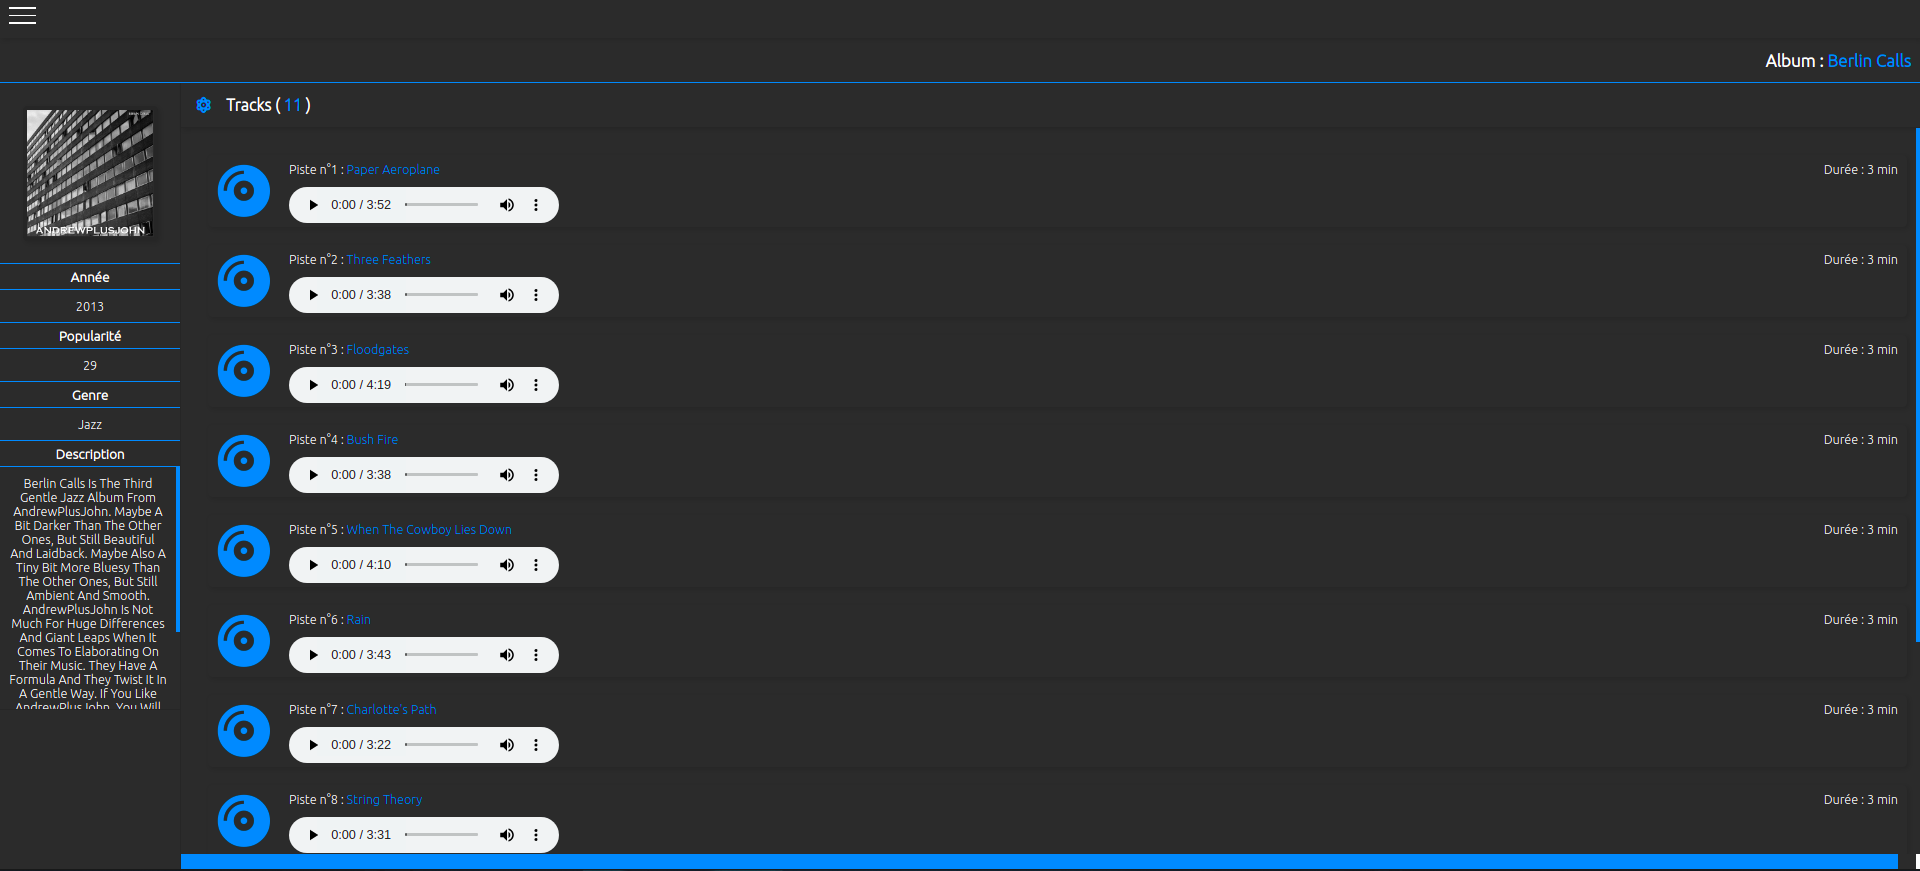 Album : Berlin Calls
ANDREWPLUSJOHN
Année
2013
Popularité
29
Genre
Jazz
Description
Berlin Calls Is The Third
Gentle Jazz Album From
AndrewPlusJohn. Maybe A
Bit Darker Than The Other
Ones, But Still Beautiful
And Laidback. Maybe Also A
Tiny Bit More Bluesy Than
The Other Ones, But Still
Ambient And Smooth.
AndrewPlusJohn Is Not
Much For Huge Differences
And Giant Leaps When It
Comes To Elaborating On
Their Music. They Have A
Formula And They Twist It In
A Gentle Way. If You Like
AndrewPlusJohn, You Will
Tracks ( 11 )
Piste n°1 : Paper Aeroplane
Durée : 3 min
0:00 / 3:52
Piste n°2 : Three Feathers
Durée : 3 min
0:00 / 3:38
Piste n°3 : Floodgates
Durée : 3 min
0:00 / 4:19
Piste n°4 : Bush Fire
Durée : 3 min
0:00 / 3:38
Piste n°5 : When The Cowboy Lies Down
Durée : 3 min
0:00 / 4:10
Piste n°6 : Rain
Durée : 3 min
0:00 / 3:43
Piste n°7 : Charlotte's Path
Durée : 3 min
0:00 / 3:22
Piste n°8 : String Theory
Durée : 3 min
0:00 / 3:31